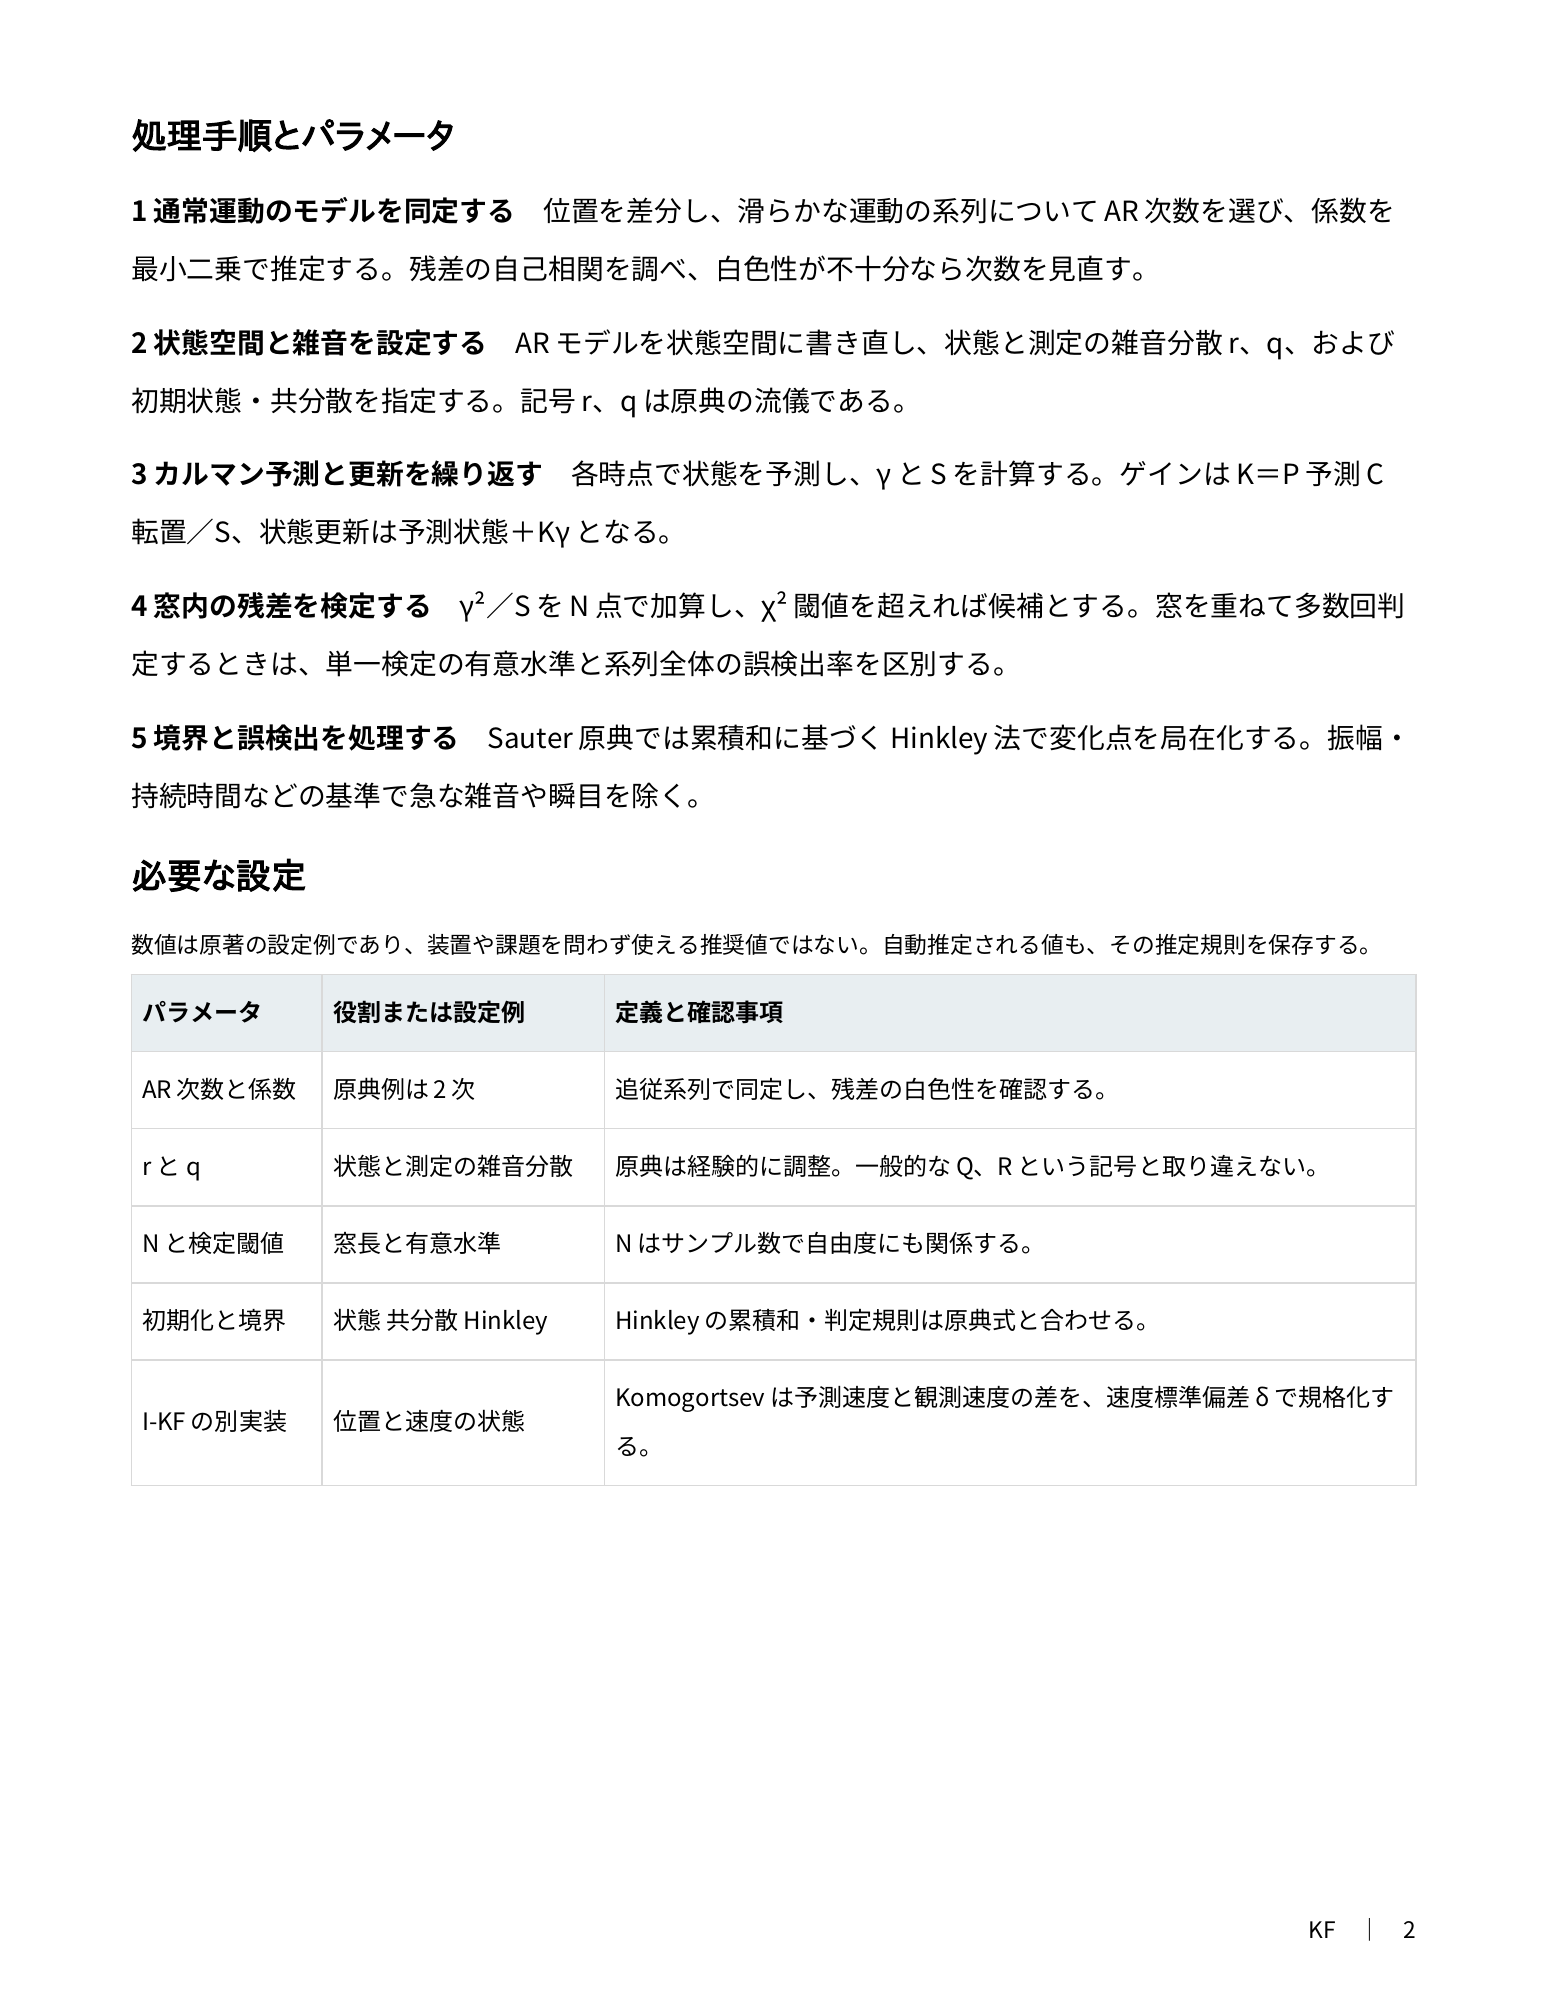 処理手順とパラメータ
1 通常運動のモデルを同定する　位置を差分し、滑らかな運動の系列について AR 次数を選び、係数を
最小二乗で推定する。残差の自己相関を調べ、白色性が不十分なら次数を見直す。
2 状態空間と雑音を設定する　AR モデルを状態空間に書き直し、状態と測定の雑音分散 r、q、および
初期状態・共分散を指定する。記号 r、q は原典の流儀である。
3 カルマン予測と更新を繰り返す　各時点で状態を予測し、γ と S を計算する。ゲインは K＝P 予測 C
転置／S、状態更新は予測状態＋Kγ となる。
4 窓内の残差を検定する　γ²／S を N 点で加算し、χ² 閾値を超えれば候補とする。窓を重ねて多数回判
定するときは、単一検定の有意水準と系列全体の誤検出率を区別する。
5 境界と誤検出を処理する　Sauter 原典では累積和に基づく Hinkley 法で変化点を局在化する。振幅・
持続時間などの基準で急な雑音や瞬目を除く。
必要な設定
数値は原著の設定例であり、装置や課題を問わず使える推奨値ではない。自動推定される値も、その推定規則を保存する。
パラメータ　役割または設定例　定義と確認事項
AR 次数と係数　原典例は 2 次　追従系列で同定し、残差の白色性を確認する。
r と q　状態と測定の雑音分散　原典は経験的に調整。一般的な Q、R という記号と取り違えない。
N と検定閾値　窓長と有意水準　N はサンプル数で自由度にも関係する。
初期化と境界　状態 共分散 Hinkley　Hinkley の累積和・判定規則は原典式と合わせる。
I-KF の別実装　位置と速度の状態　Komogortsev は予測速度と観測速度の差を、速度標準偏差 δ で規格化す
る。
KF ｜ 2